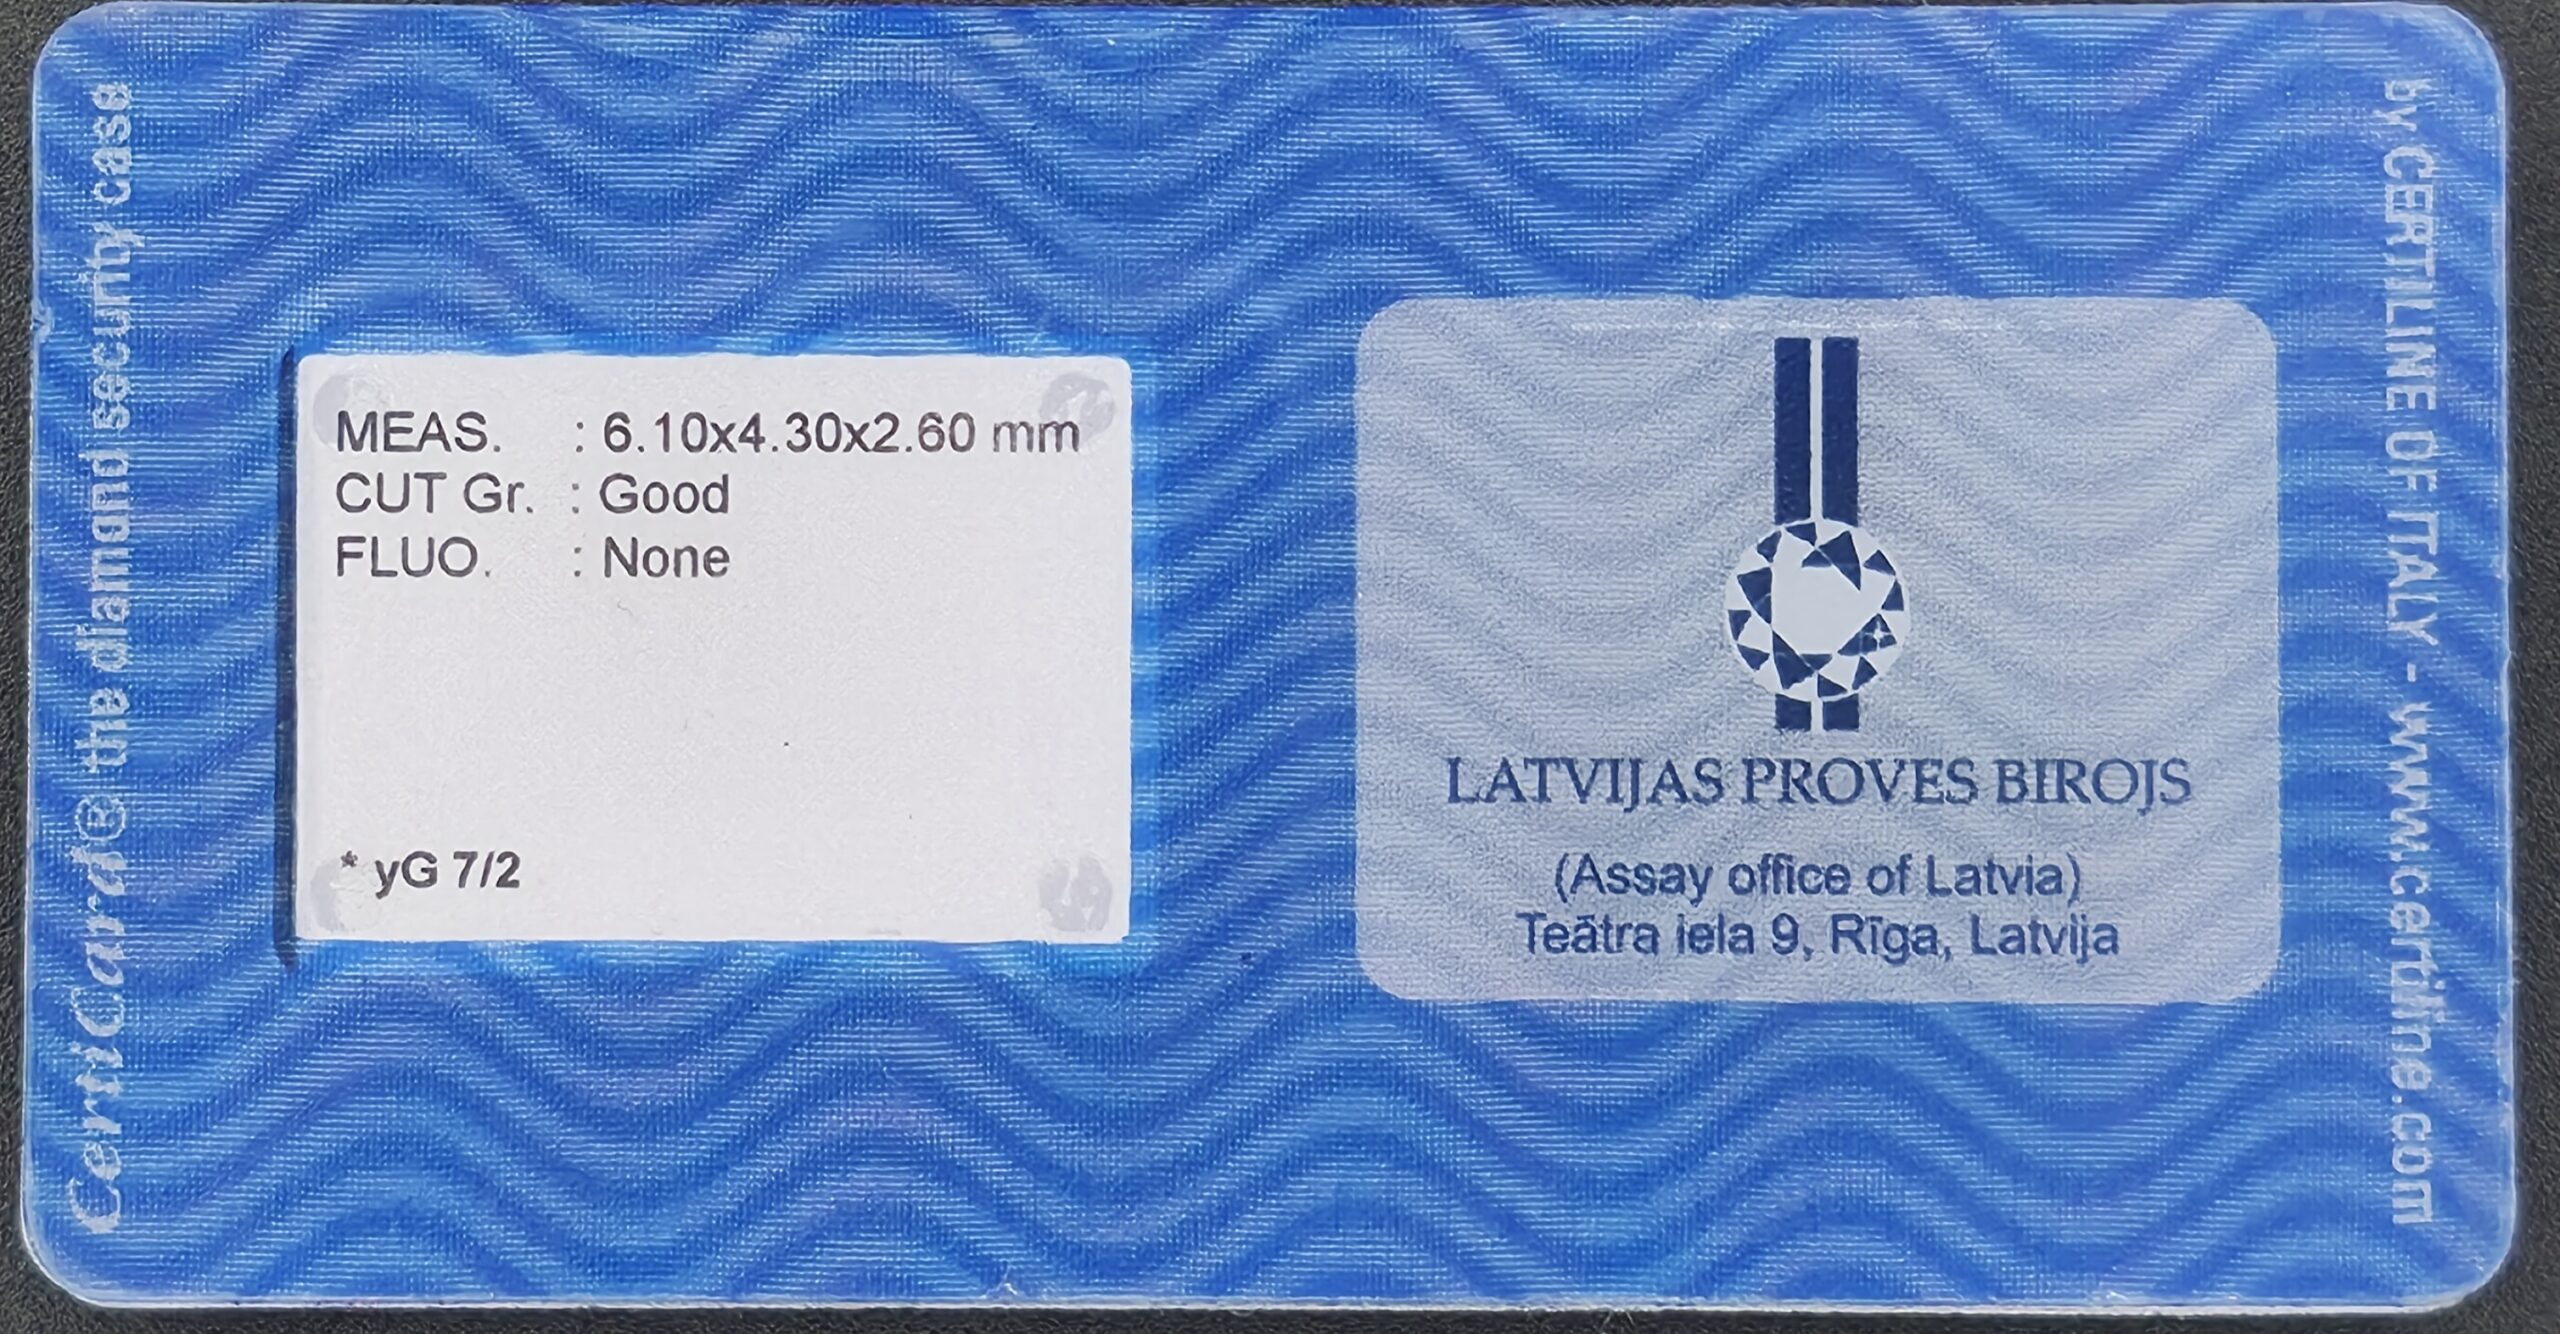 CertiCard® the diamond security case
MEAS. : 6.10x4.30x2.60 mm
CUT Gr. : Good
FLUO. : None
* yG 7/2
LATVIJAS PROVES BIROJS
(Assay office of Latvia)
Teātra iela 9, Rīga, Latvija
by CERTILINE OF ITALY - www.certiline.com